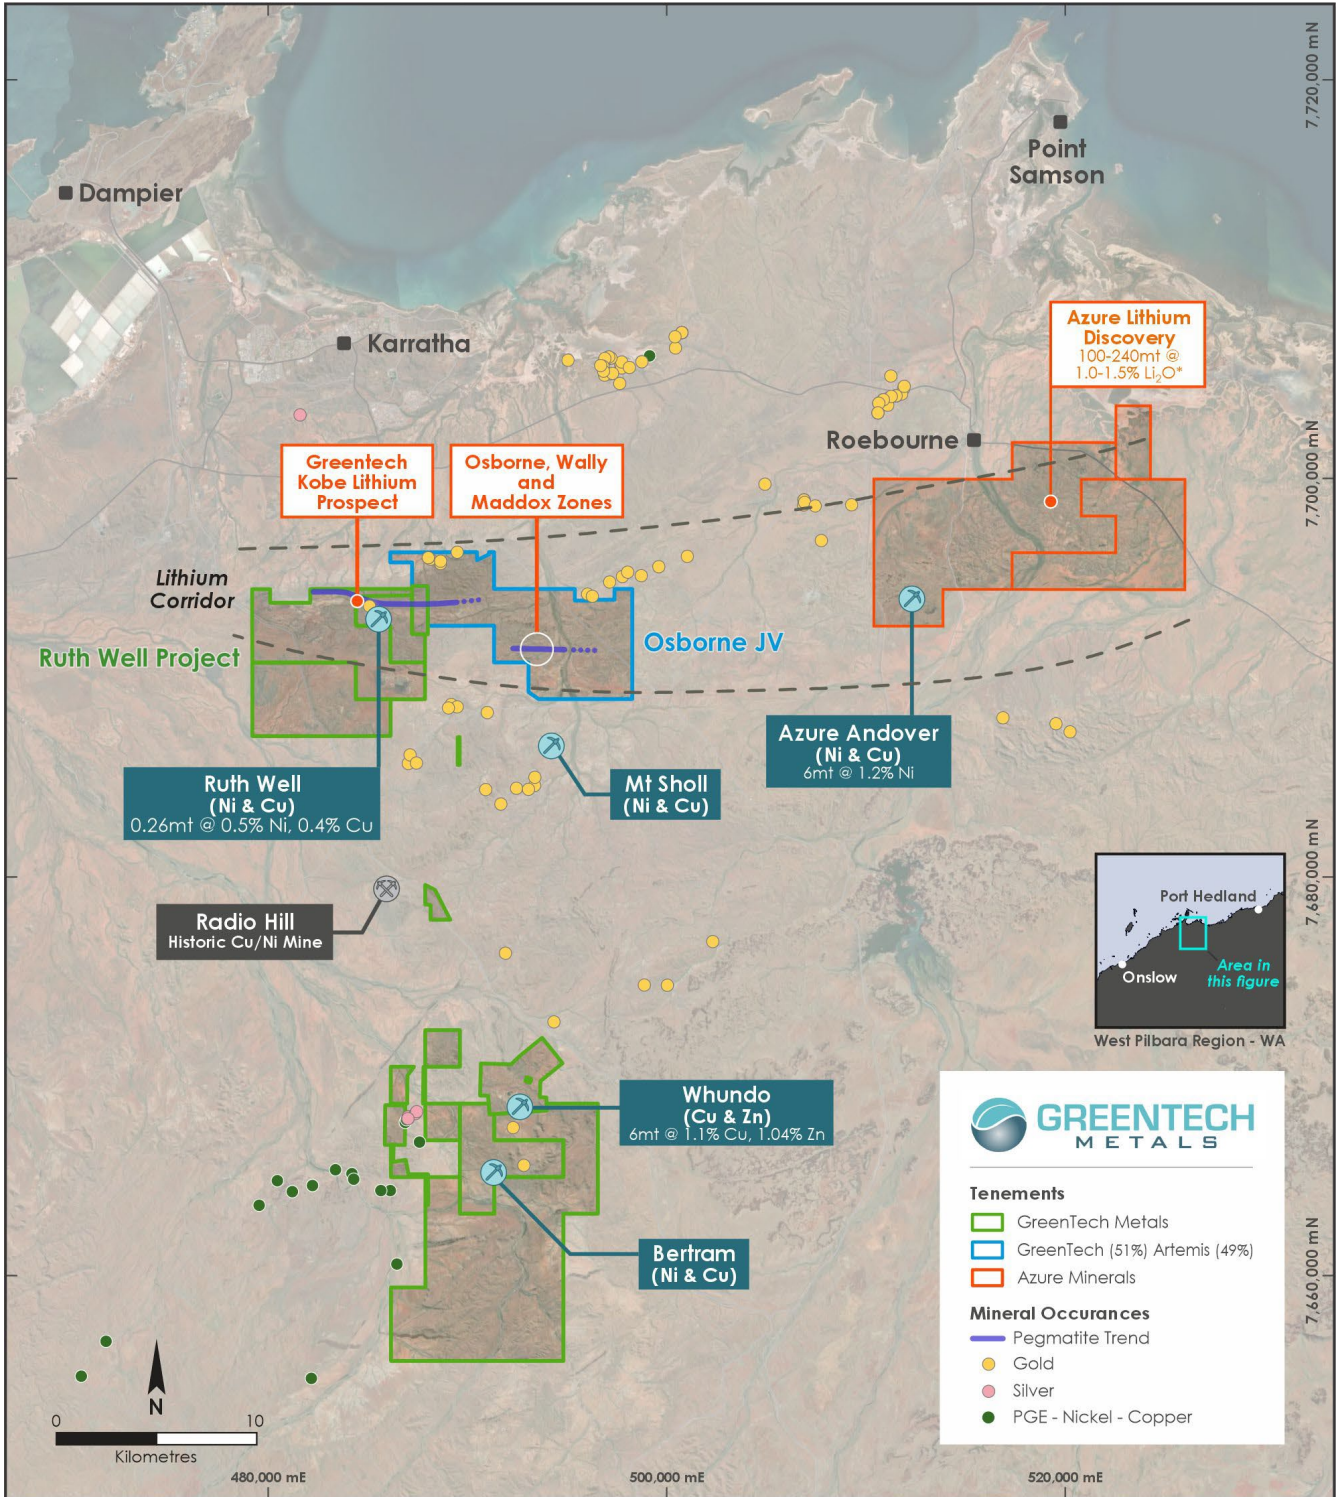 7,720,000 mN
Point
Samson
Dampier
Karratha
Azure Lithium
Discovery
100-240mt @
1.0-1.5% Li₂O*
Roebourne
Greentech
Kobe Lithium
Prospect
Osborne, Wally
and
Maddox Zones
7,700,000 mN
Lithium
Corridor
Ruth Well Project
Osborne JV
Azure Andover
(Ni & Cu)
6mt @ 1.2% Ni
Ruth Well
(Ni & Cu)
0.26mt @ 0.5% Ni, 0.4% Cu
Mt Sholl
(Ni & Cu)
7,680,000 mN
Radio Hill
Historic Cu/Ni Mine
Port Hedland
Onslow
Area in
this figure
West Pilbara Region - WA
Whundo
(Cu & Zn)
6mt @ 1.1% Cu, 1.04% Zn
Bertram
(Ni & Cu)
GREENTECH
METALS
Tenements
GreenTech Metals
GreenTech (51%) Artemis (49%)
Azure Minerals
Mineral Occurances
Pegmatite Trend
Gold
Silver
PGE - Nickel - Copper
7,660,000 mN
N
0 10
Kilometres
480,000 mE
500,000 mE
520,000 mE